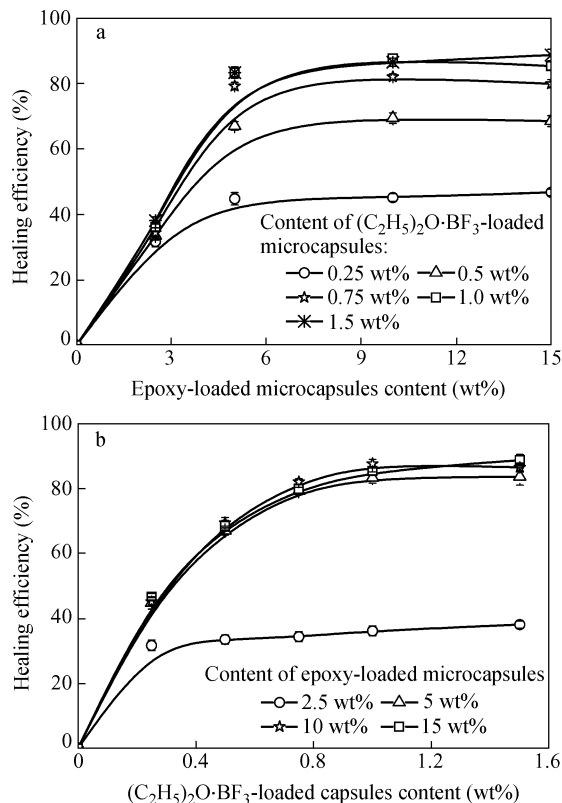 a
100
80
60
40
20
0
Healing efficiency (%)
Content of (C2H5)2O·BF3-loaded
microcapsules:
0.25 wt% 0.5 wt%
0.75 wt% 1.0 wt%
1.5 wt%
0 3 6 9 12 15
Epoxy-loaded microcapsules content (wt%)
b
100
80
60
40
20
0
Healing efficiency (%)
Content of epoxy-loaded microcapsules
2.5 wt% 5 wt%
10 wt% 15 wt%
0 0.4 0.8 1.2 1.6
(C2H5)2O·BF3-loaded capsules content (wt%)